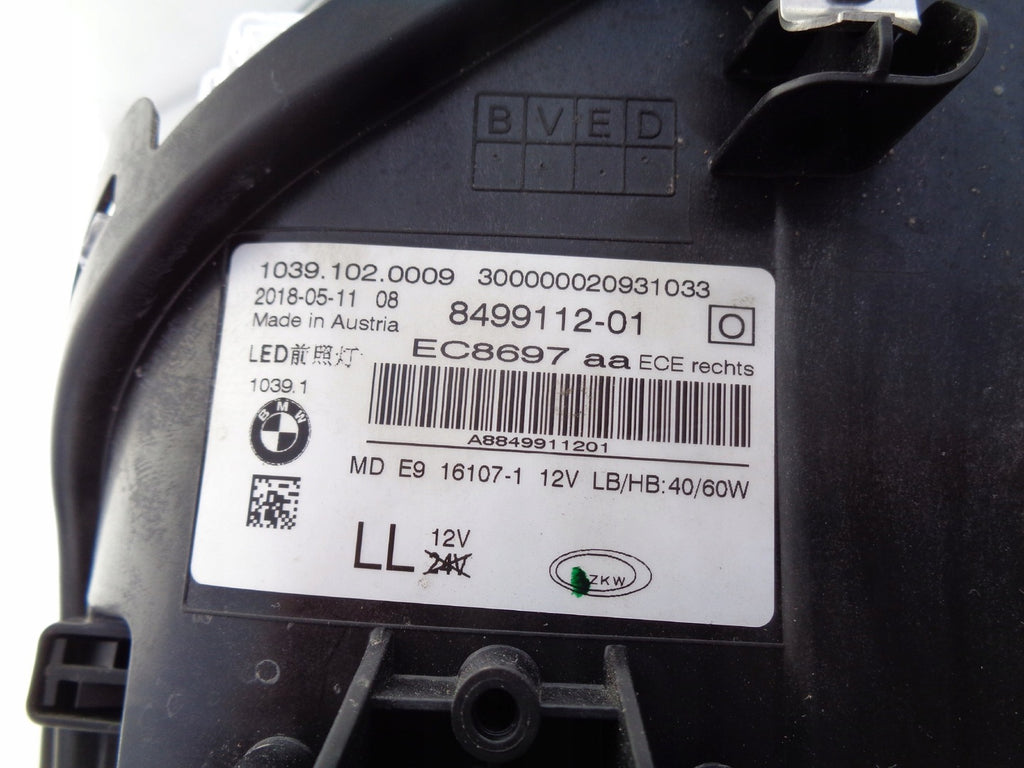 B V E D
1039.102.0009 300000020931033
2018-05-11 08 8499112-01 O
Made in Austria
LED前照灯 EC8697 aa ECE rechts
1039.1
BMW
A8849911201
MD E9 16107-1 12V LB/HB:40/60W
LL 12V
24V
ZKW